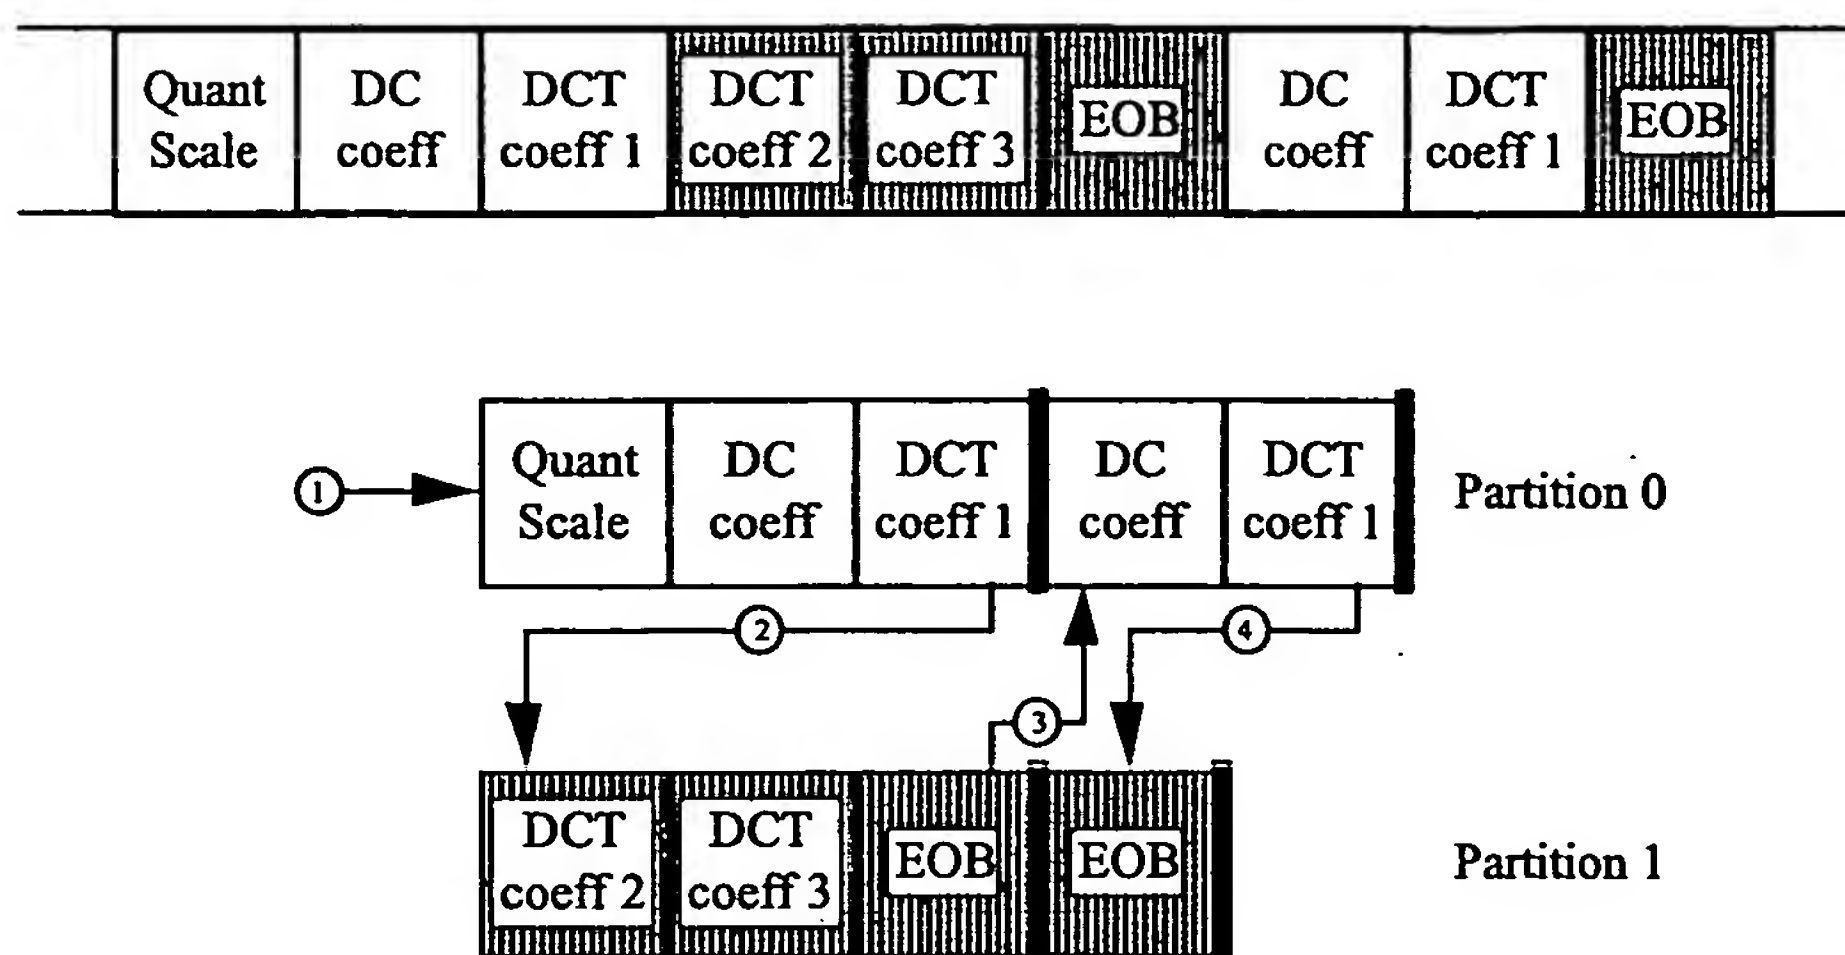 Quant
Scale
DC
coeff
DCT
coeff 1
DCT
coeff 2
DCT
coeff 3
EOB
DC
coeff
DCT
coeff 1
EOB
1
Quant
Scale
DC
coeff
DCT
coeff 1
DC
coeff
DCT
coeff 1
Partition 0
2
4
3
DCT
coeff 2
DCT
coeff 3
EOB
EOB
Partition 1